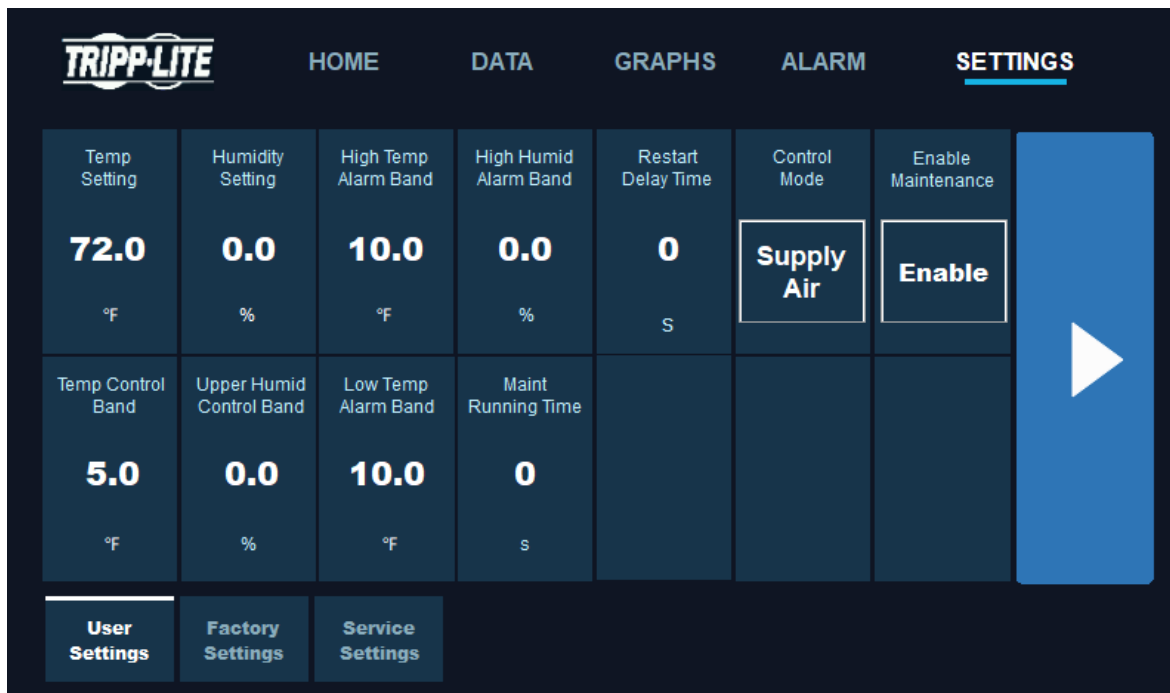 TRIPP·LITE
HOME
DATA
GRAPHS
ALARM
SETTINGS
Temp
Setting
72.0
°F
Humidity
Setting
0.0
%
High Temp
Alarm Band
10.0
°F
High Humid
Alarm Band
0.0
%
Restart
Delay Time
0
S
Control
Mode
Supply
Air
Enable
Maintenance
Enable
Temp Control
Band
5.0
°F
Upper Humid
Control Band
0.0
%
Low Temp
Alarm Band
10.0
°F
Maint
Running Time
0
s
User
Settings
Factory
Settings
Service
Settings